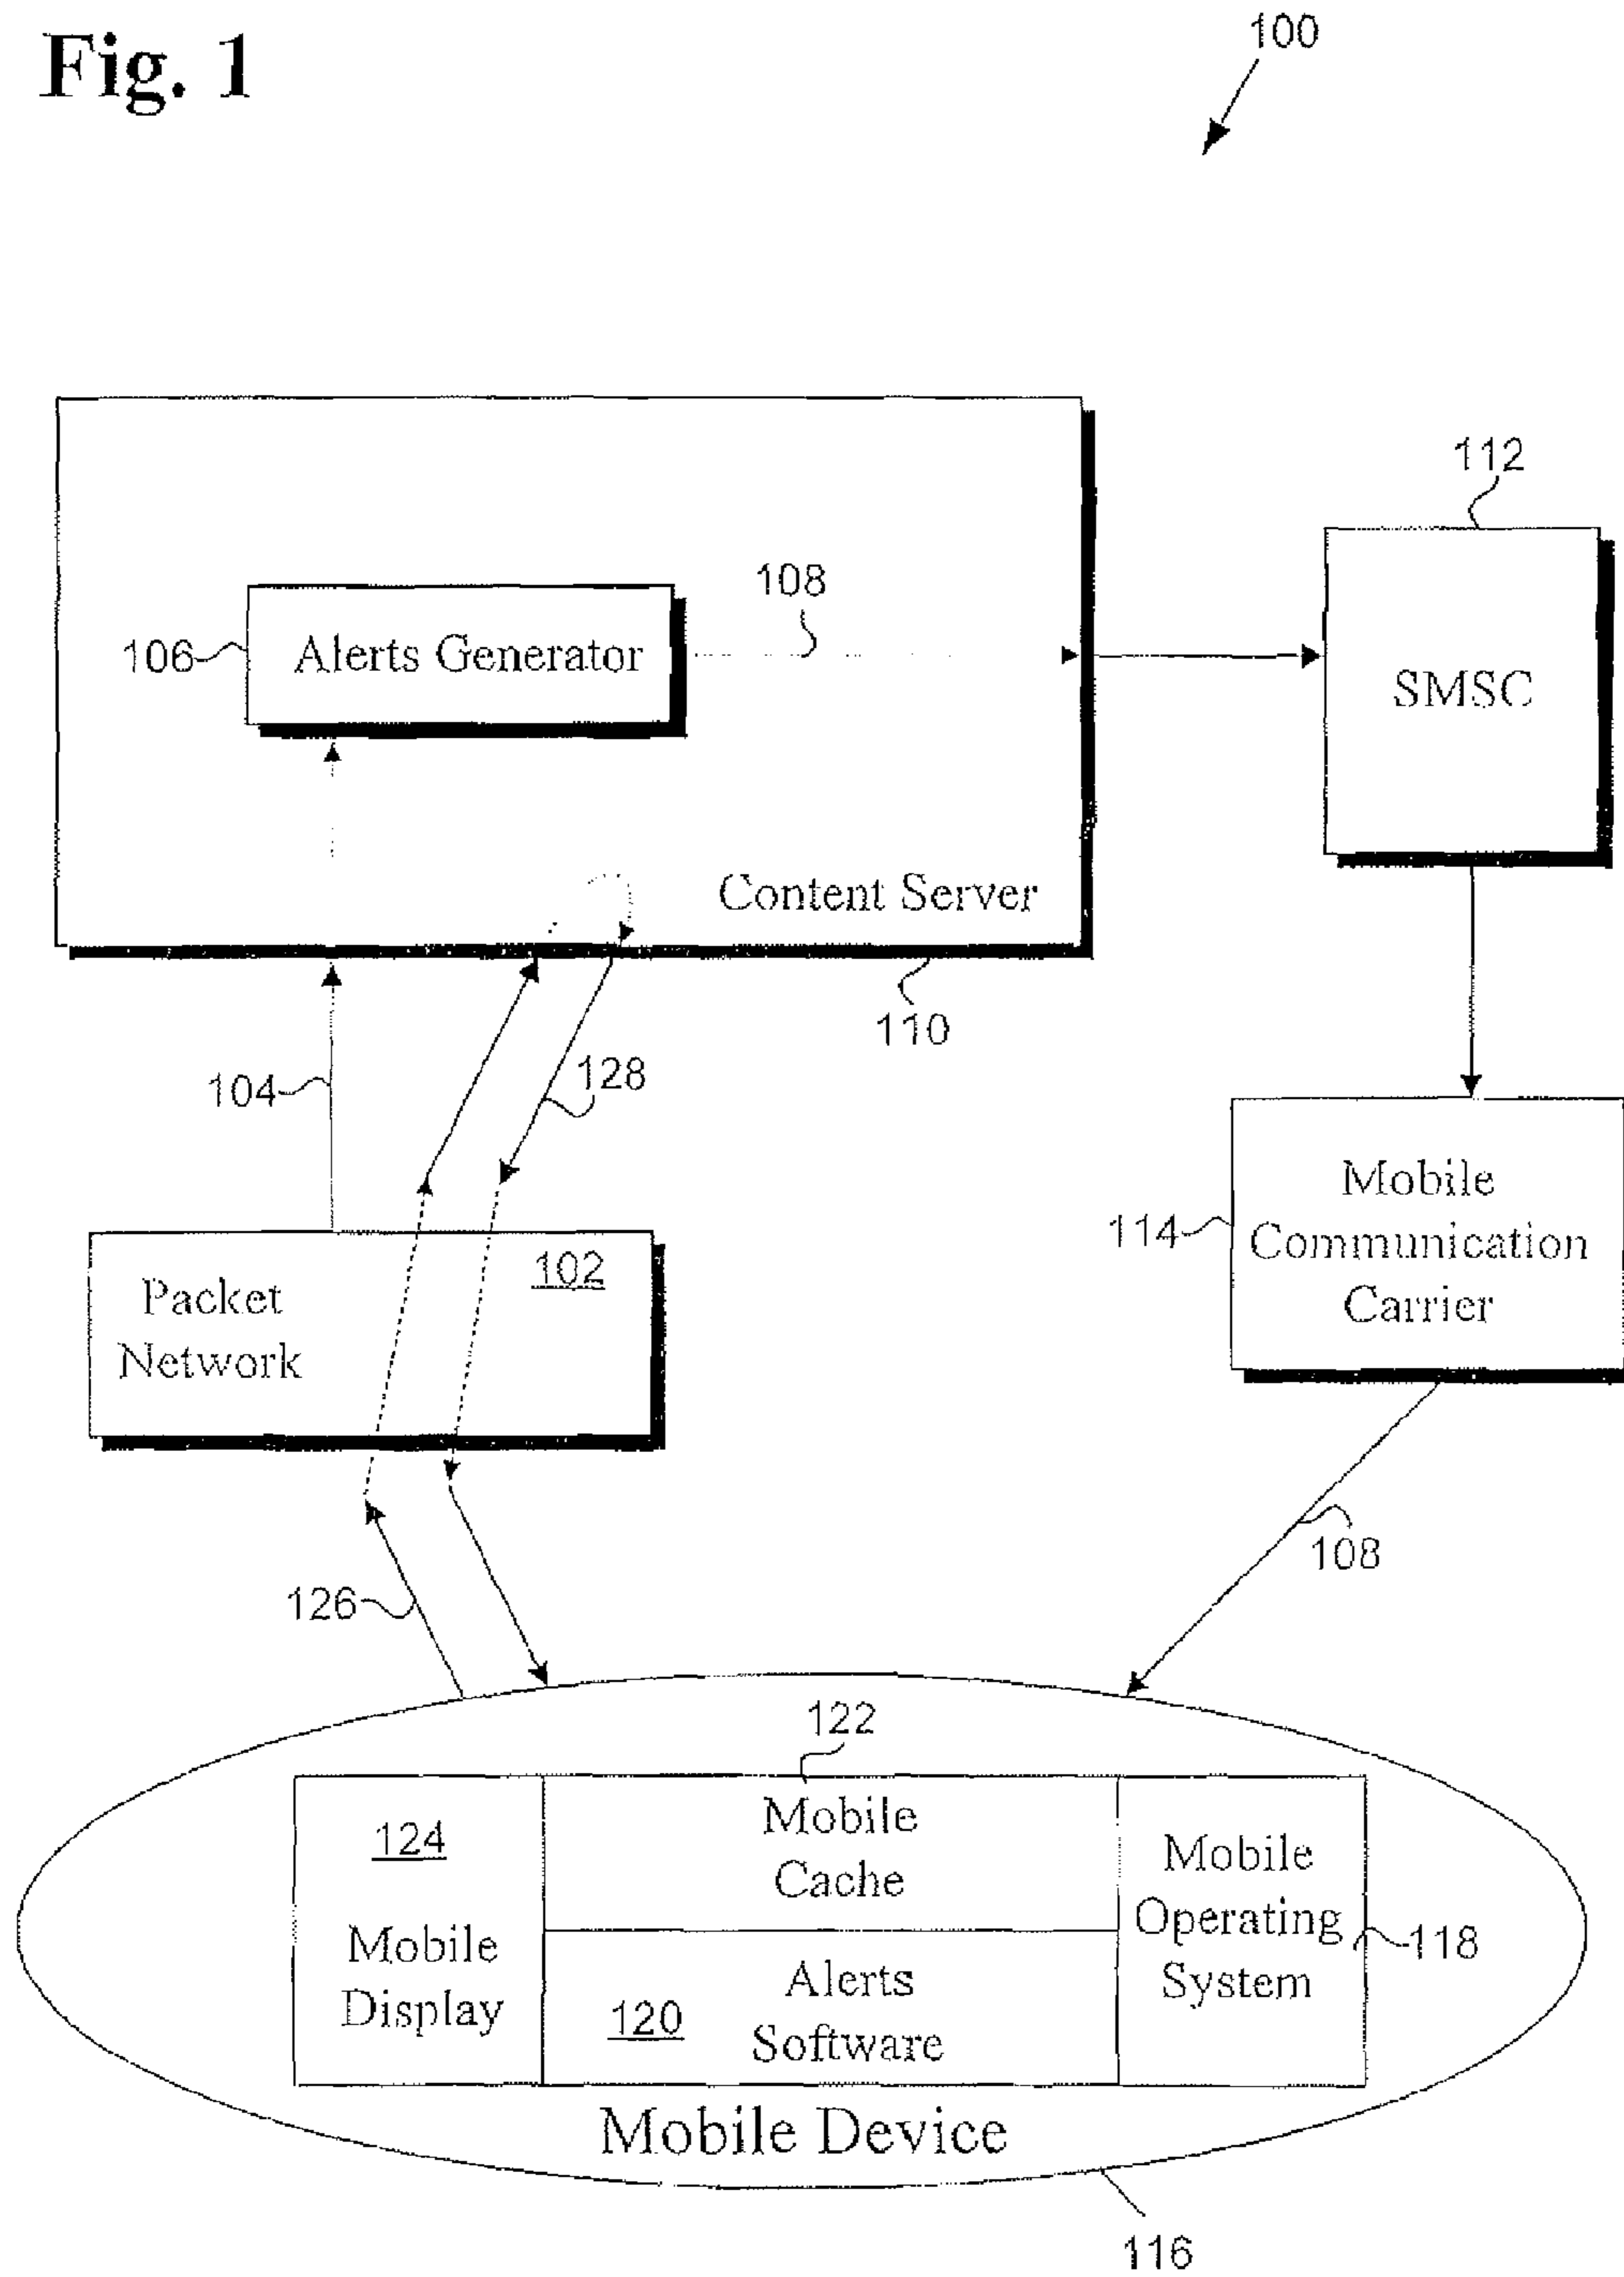 Fig. 1
100
112
108
106
Alerts Generator
SMSC
Content Server
110
128
104
Mobile
Communication
Carrier
114
102
Packet
Network
108
126
122
Mobile
Cache
124
Mobile
Display
Mobile
Operating
System
118
Alerts
Software
120
Mobile Device
116